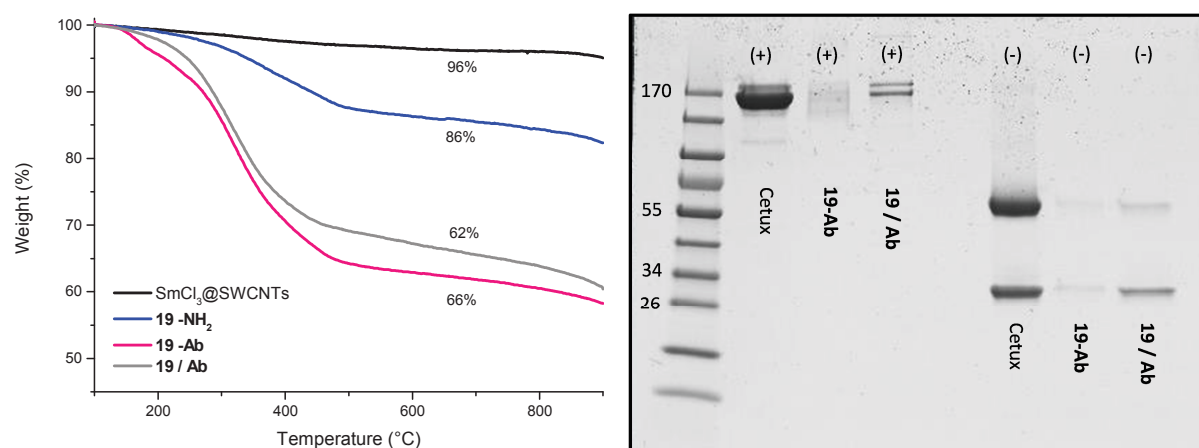 100
90
80
70
60
50
Weight (%)
96%
86%
62%
66%
SmCl₃@SWCNTs
19 -NH₂
19 -Ab
19 / Ab
200
400
600
800
Temperature (°C)
170
55
34
26
(+)
(+)
(+)
(-)
(-)
(-)
Cetux
19-Ab
19 / Ab
Cetux
19-Ab
19 / Ab